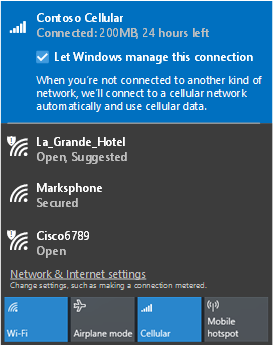 Contoso Cellular
Connected: 200MB, 24 hours left
Let Windows manage this connection
When you're not connected to another kind of
network, we'll connect to a cellular network
automatically and use cellular data.
La_Grande_Hotel
Open, Suggested
Marksphone
Secured
Cisco6789
Open
Network & Internet settings
Change settings, such as making a connection metered.
Wi-Fi
Airplane mode
Cellular
Mobile
hotspot